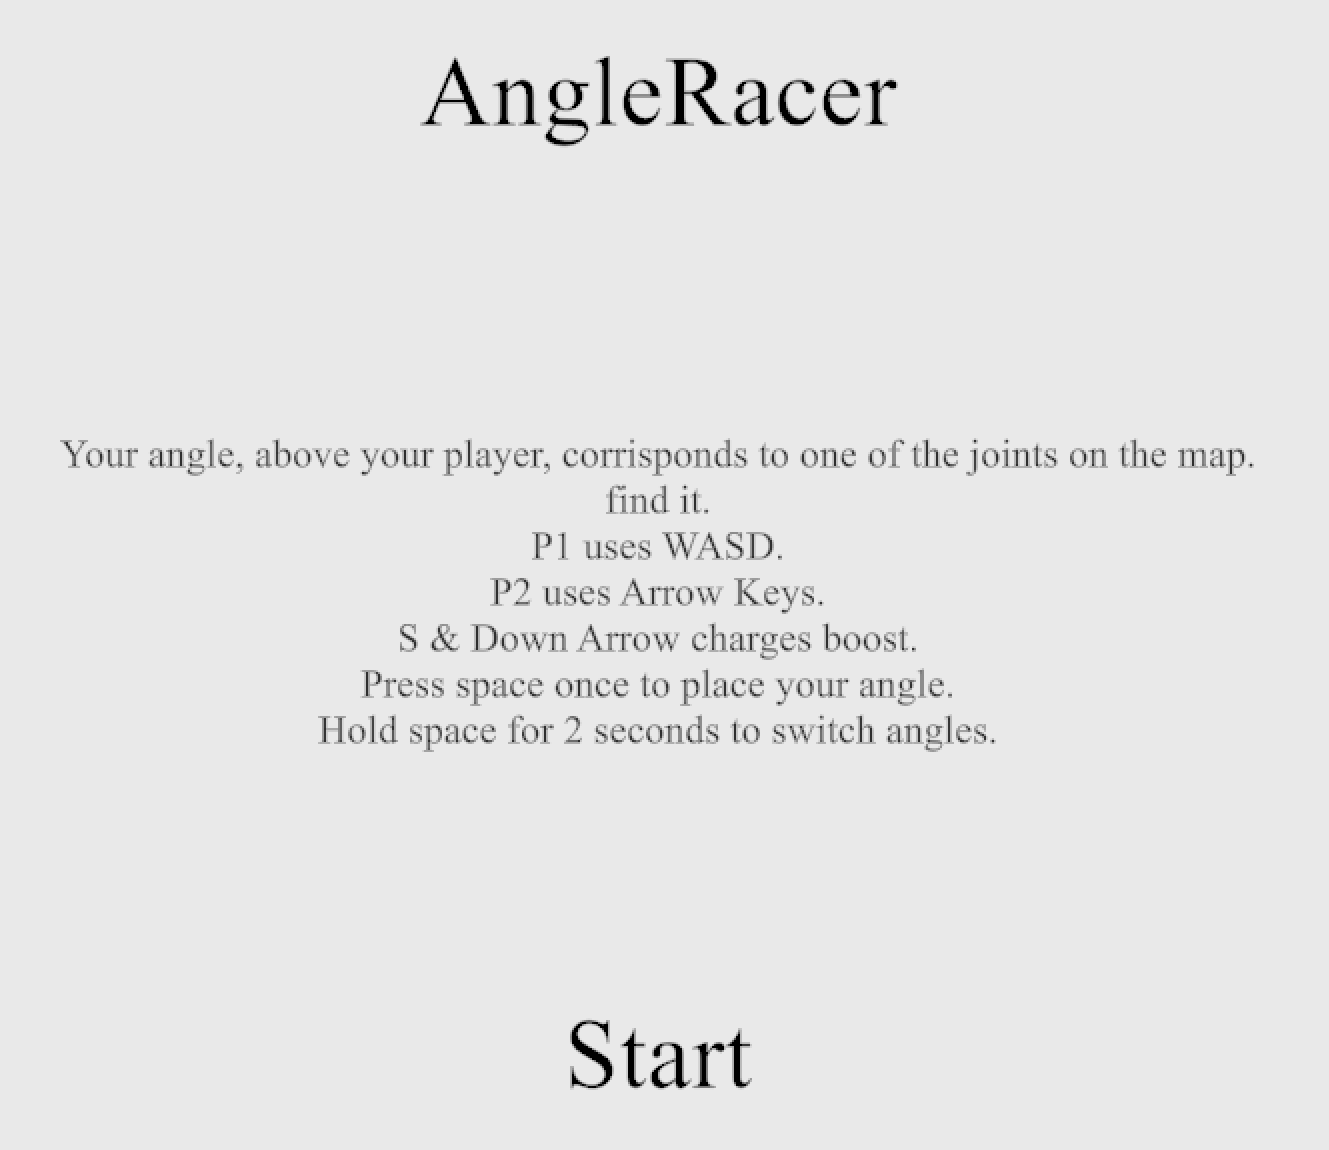 AngleRacer
Your angle, above your player, corrisponds to one of the joints on the map.
find it.
P1 uses WASD.
P2 uses Arrow Keys.
S & Down Arrow charges boost.
Press space once to place your angle.
Hold space for 2 seconds to switch angles.
Start